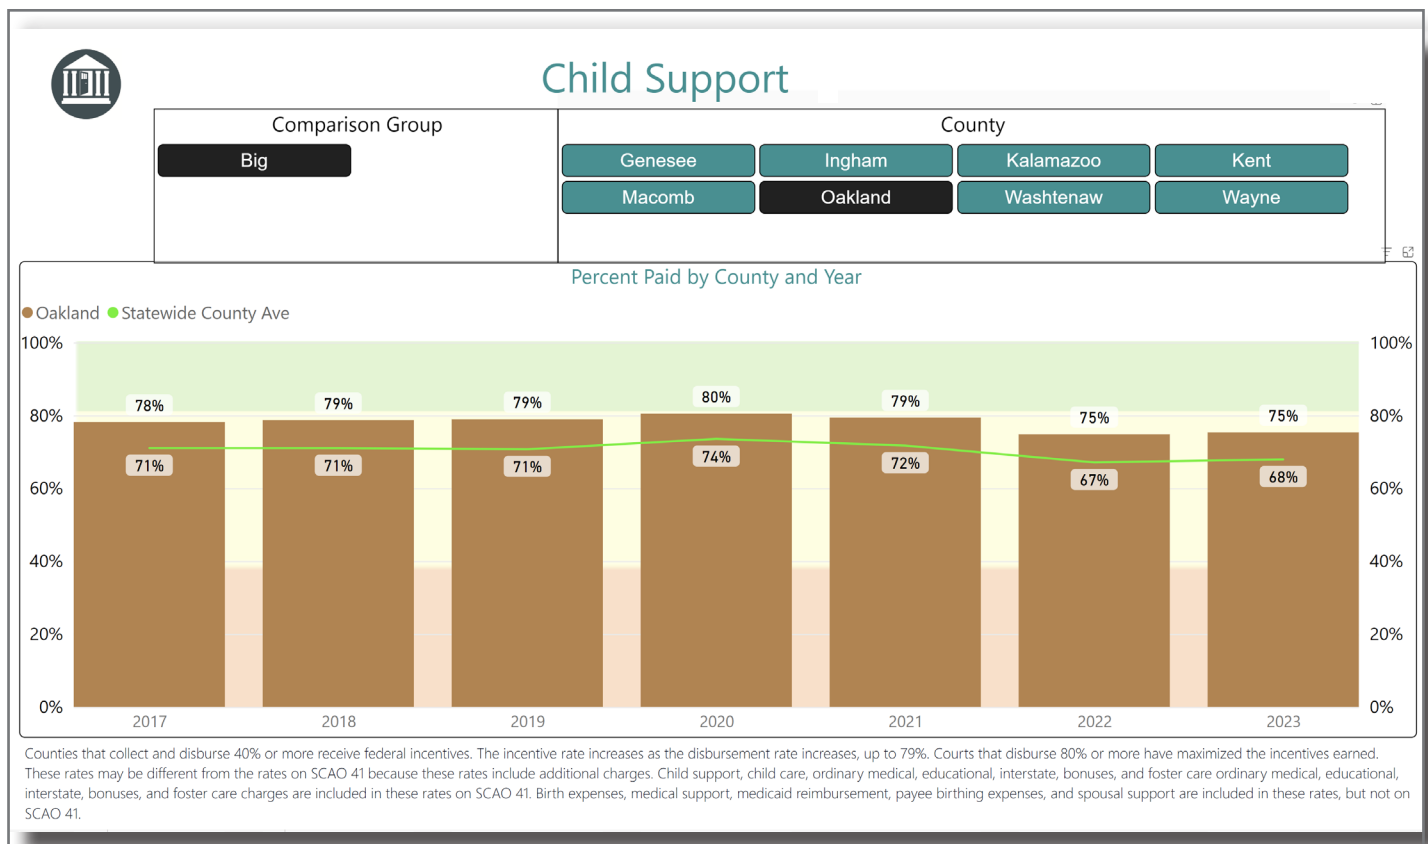 Child Support
Comparison Group
County
Big
Genesee
Ingham
Kalamazoo
Kent
Macomb
Oakland
Washtenaw
Wayne
Percent Paid by County and Year
Oakland Statewide County Ave
100% 100%
78% 79% 79% 80% 79% 75% 75%
80% 80%
71% 71% 71% 74% 72% 67% 68%
60% 60%
40% 40%
20% 20%
0% 0%
2017 2018 2019 2020 2021 2022 2023
Counties that collect and disburse 40% or more receive federal incentives. The incentive rate increases as the disbursement rate increases, up to 79%. Courts that disburse 80% or more have maximized the incentives earned.
These rates may be different from the rates on SCAO 41 because these rates include additional charges. Child support, child care, ordinary medical, educational, interstate, bonuses, and foster care ordinary medical, educational,
interstate, bonuses, and foster care charges are included in these rates on SCAO 41. Birth expenses, medical support, medicaid reimbursement, payee birthing expenses, and spousal support are included in these rates, but not on
SCAO 41.